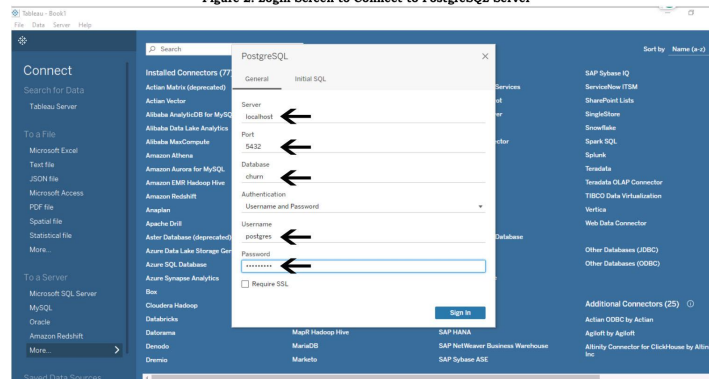 Figure 2: Login Screen to Connect to PostgreSQL Server
Tableau - Book1
File Data Server Help
Connect
Search for Data
Tableau Server
To a File
Microsoft Excel
Text file
JSON file
Microsoft Access
PDF file
Spatial file
Statistical file
More...
To a Server
Microsoft SQL Server
MySQL
Oracle
Amazon Redshift
More...
Saved Data Sources
Search
Installed Connectors (77)
Actian Matrix (deprecated)
Actian Vector
Alibaba AnalyticDB for MySQ
Alibaba Data Lake Analytics
Alibaba MaxCompute
Amazon Athena
Amazon Aurora for MySQL
Amazon EMR Hadoop Hive
Amazon Redshift
Anaplan
Apache Drill
Aster Database (deprecated)
Azure Data Lake Storage Gen
Azure SQL Database
Azure Synapse Analytics
Box
Cloudera Hadoop
Databricks
Datorama
Denodo
Dremio
PostgreSQL
General Initial SQL
Server
localhost
Port
5432
Database
churn
Authentication
Username and Password
Username
postgres
Password
Require SSL
Sign In
MapR Hadoop Hive
MariaDB
Marketo
Services
Database
SAP HANA
SAP NetWeaver Business Warehouse
SAP Sybase ASE
Sort by Name (a-z)
SAP Sybase IQ
ServiceNow ITSM
SharePoint Lists
SingleStore
Snowflake
Spark SQL
Splunk
Teradata
Teradata OLAP Connector
TIBCO Data Virtualization
Vertica
Web Data Connector
Other Databases (JDBC)
Other Databases (ODBC)
Additional Connectors (25)
Actian ODBC by Actian
Agiloft by Agiloft
Altinity Connector for ClickHouse by Altin
Inc